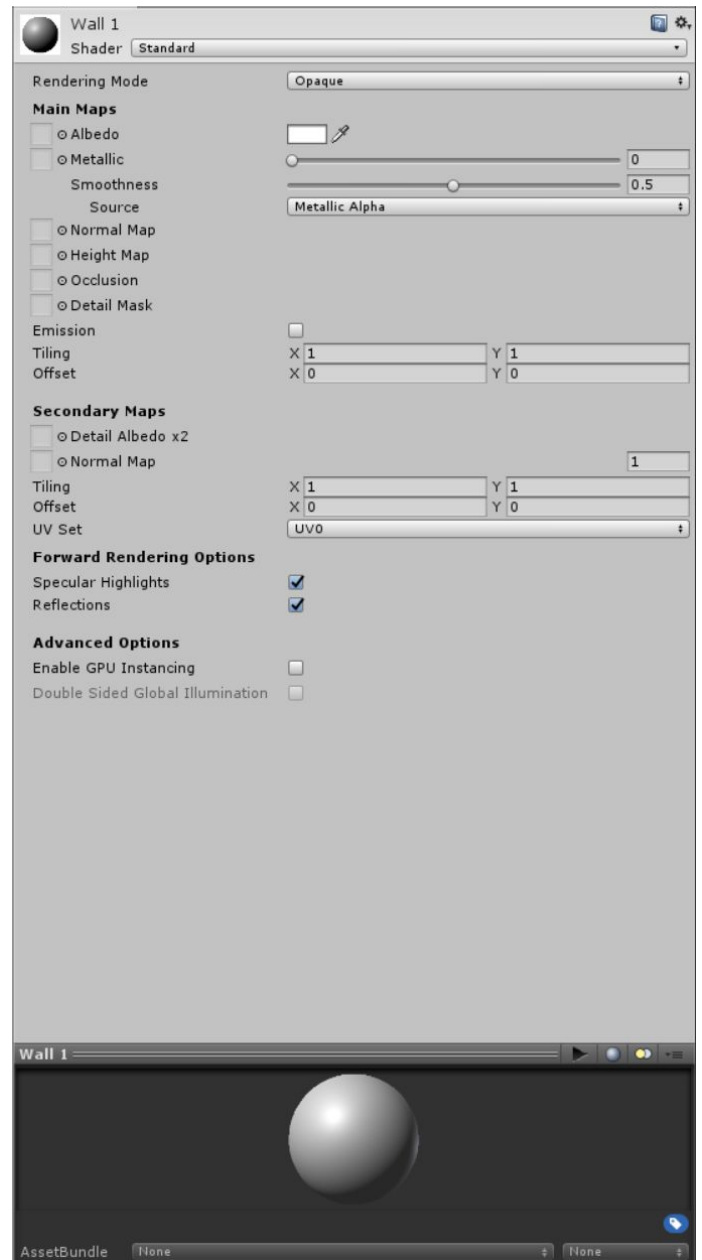 Wall 1
Shader Standard
Rendering Mode Opaque
Main Maps
Albedo
Metallic 0
Smoothness 0.5
Source Metallic Alpha
Normal Map
Height Map
Occlusion
Detail Mask
Emission
Tiling X 1 Y 1
Offset X 0 Y 0
Secondary Maps
Detail Albedo x2
Normal Map 1
Tiling X 1 Y 1
Offset X 0 Y 0
UV Set UV0
Forward Rendering Options
Specular Highlights
Reflections
Advanced Options
Enable GPU Instancing
Double Sided Global Illumination
Wall 1
AssetBundle None None